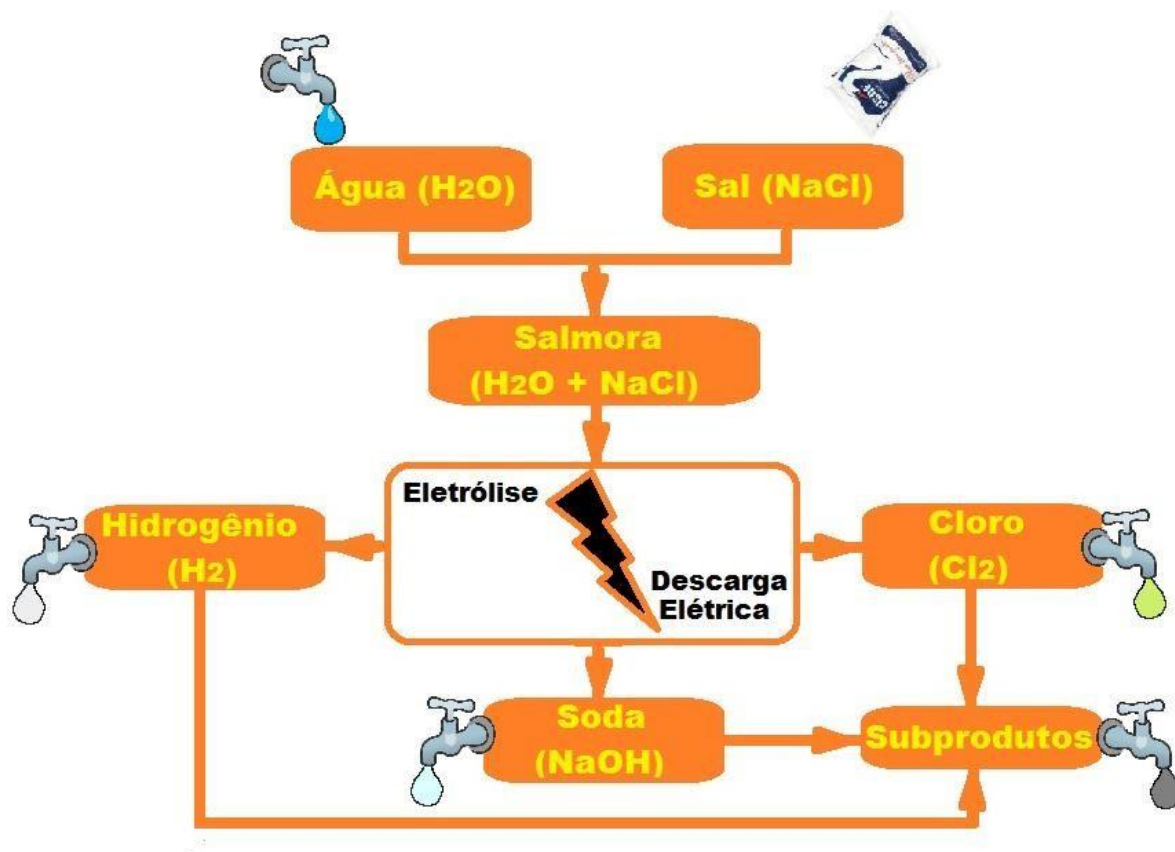 Água (H2O)
Sal (NaCl)
Salmora
(H2O + NaCl)
Eletrólise
Descarga
Elétrica
Hidrogênio
(H2)
Cloro
(Cl2)
Soda
(NaOH)
Subprodutos